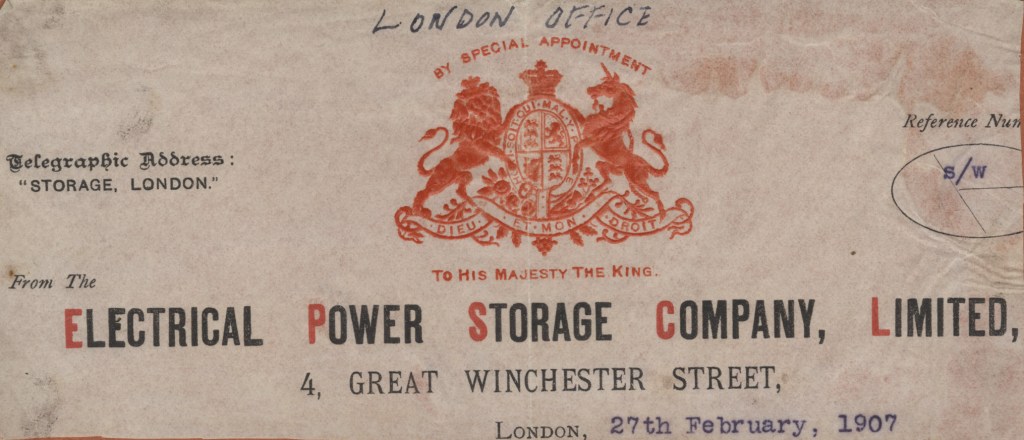 LONDON OFFICE
BY SPECIAL APPOINTMENT
DIEU ET MON DROIT
TO HIS MAJESTY THE KING.
Telegraphic Address:
"STORAGE, LONDON."
Reference Num
S/W
From The
ELECTRICAL POWER STORAGE COMPANY, LIMITED,
4, GREAT WINCHESTER STREET,
LONDON, 27th February, 1907